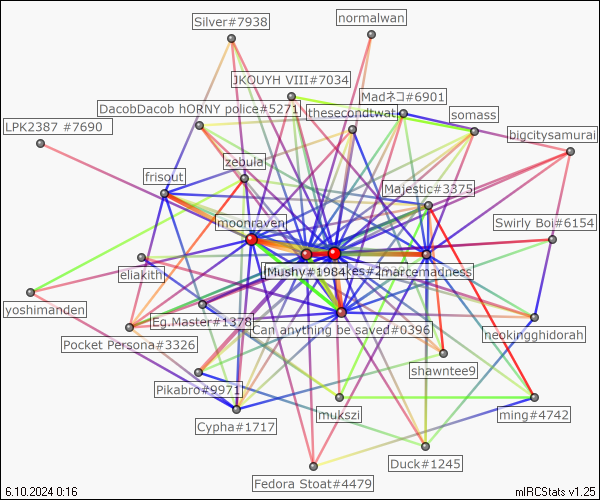 Silver#7938
normalwan
JKQUYH VIII#7034
Madネコ#6901
DacobDacob hORNY police#5271
thesecondtwat
somass
LPK2387 #7690
bigcitysamurai
zebula
frisout
Majestic#3375
moonraven
Swirly Boi#6154
(Mushy#1984
kes#2
marcemadness
eliakith
yoshimanden
Eg.Master#1378
Can anything be saved#0396
neokingghidorah
Pocket Persona#3326
shawntee9
Pikabro#9971
mukszi
ming#4742
Cypha#1717
Duck#1245
Fedora Stoat#4479
6.10.2024 0:16
mIRCStats v1.25